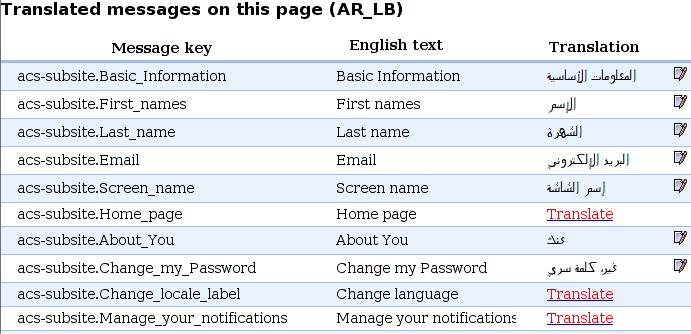 Translated messages on this page (AR_LB)
Message key English text Translation
acs-subsite.Basic_Information Basic Information المعلومات الأساسية
acs-subsite.First_names First names الإسم
acs-subsite.Last_name Last name الشهرة
acs-subsite.Email Email البريد الإلكتروني
acs-subsite.Screen_name Screen name إسم الشاشة
acs-subsite.Home_page Home page Translate
acs-subsite.About_You About You عنك
acs-subsite.Change_my_Password Change my Password غير، كلمة سري
acs-subsite.Change_locale_label Change language Translate
acs-subsite.Manage_your_notifications Manage your notifications Translate